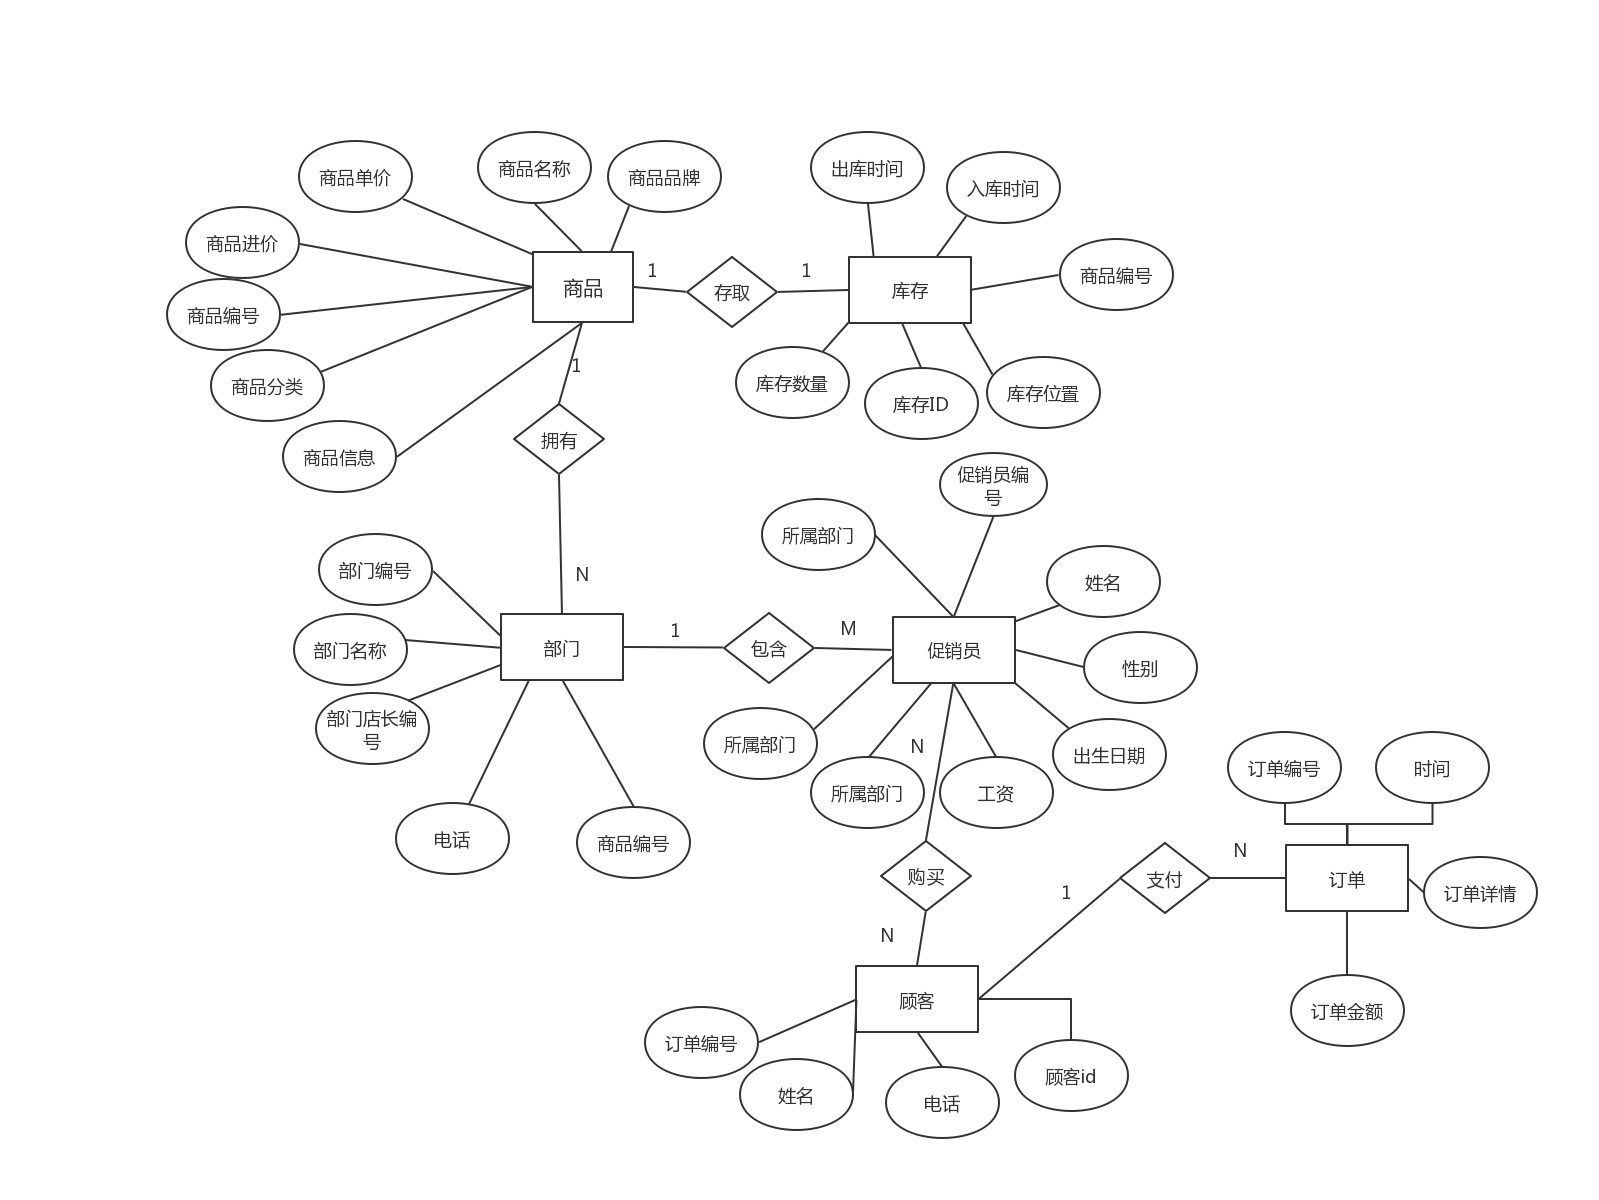 商品名称
商品品牌
出库时间
商品单价
入库时间
商品进价
商品编号
商品
1
存取
1
库存
商品编号
商品分类
1
库存数量
库存ID
库存位置
商品信息
拥有
促销员编
号
所属部门
部门编号
N
姓名
部门名称
部门
1
包含
M
促销员
性别
部门店长编
号
所属部门
N
所属部门
工资
出生日期
订单编号
时间
电话
商品编号
购买
支付
N
订单
订单详情
1
N
顾客
订单金额
订单编号
姓名
电话
顾客id